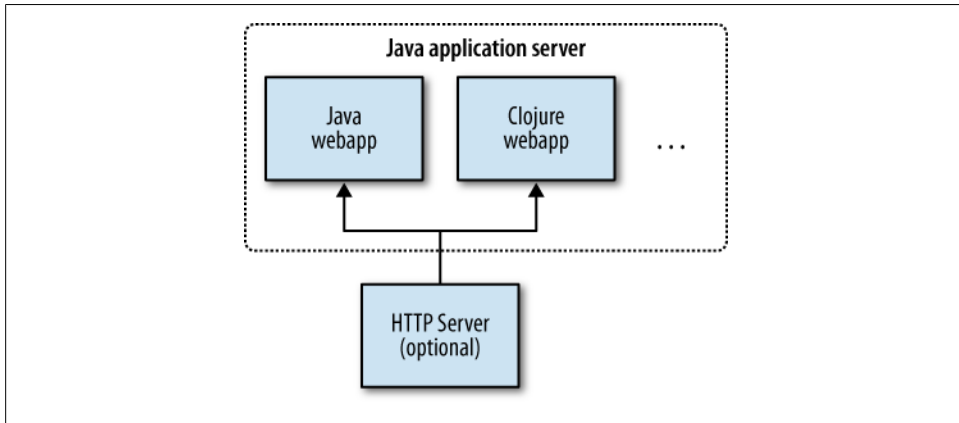 Java application server
Java
webapp
Clojure
webapp
...
HTTP Server
(optional)